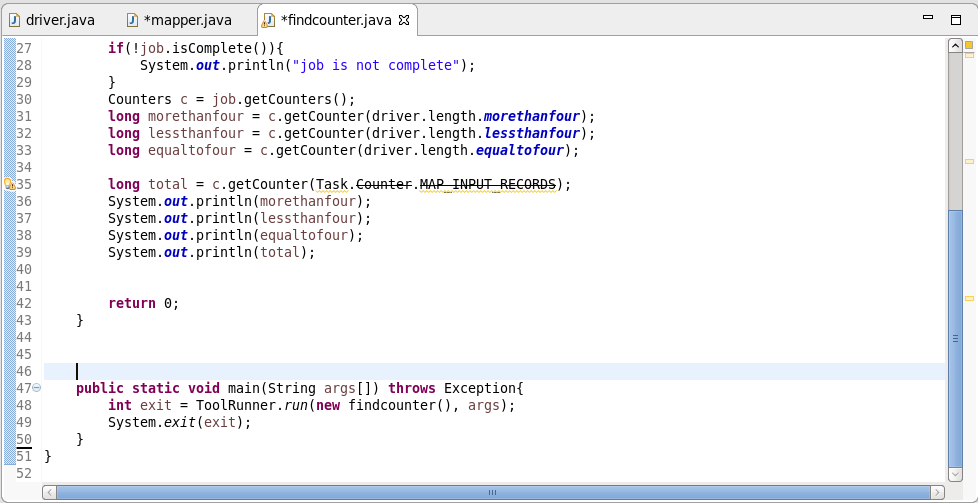 driver.java *mapper.java *findcounter.java
27 if(!job.isComplete()){
28 System.out.println("job is not complete");
29 }
30 Counters c = job.getCounters();
31 long morethanfour = c.getCounter(driver.length.morethanfour);
32 long lessthanfour = c.getCounter(driver.length.lessthanfour);
33 long equaltofour = c.getCounter(driver.length.equaltofour);
34
35 long total = c.getCounter(Task.Counter.MAP_INPUT_RECORDS);
36 System.out.println(morethanfour);
37 System.out.println(lessthanfour);
38 System.out.println(equaltofour);
39 System.out.println(total);
40
41
42 return 0;
43 }
44
45
46
47 public static void main(String args[]) throws Exception{
48 int exit = ToolRunner.run(new findcounter(), args);
49 System.exit(exit);
50 }
51 }
52